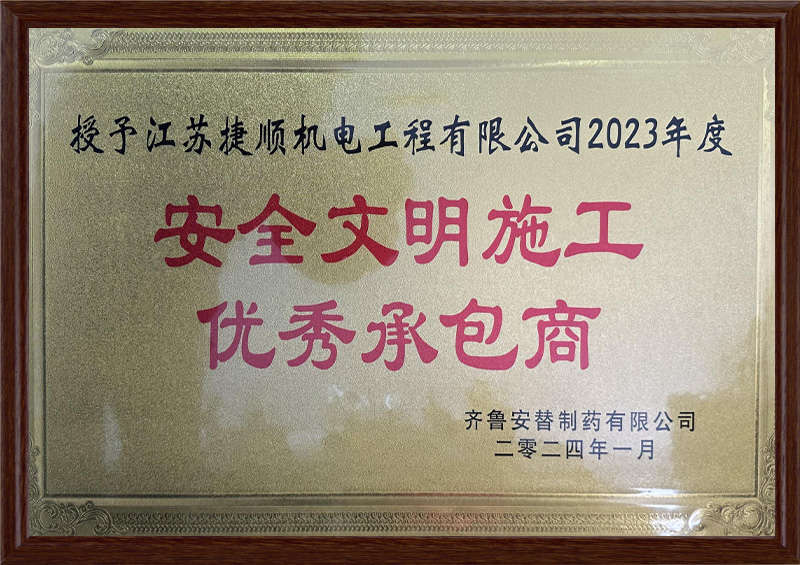 授予江苏捷顺机电工程有限公司2023年度
安全文明施工
优秀承包商
齐鲁安替制药有限公司
二零二四年一月